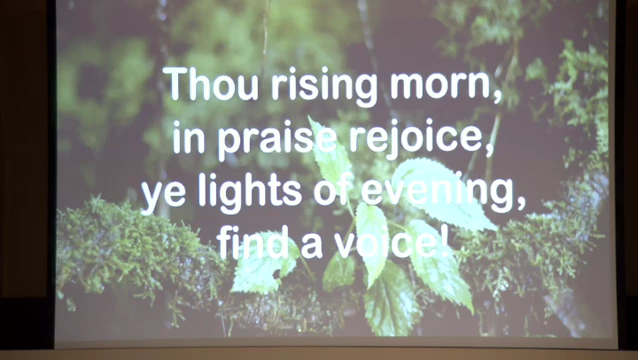 Thou rising morn,
in praise rejoice,
ye lights of evening,
find a voice!